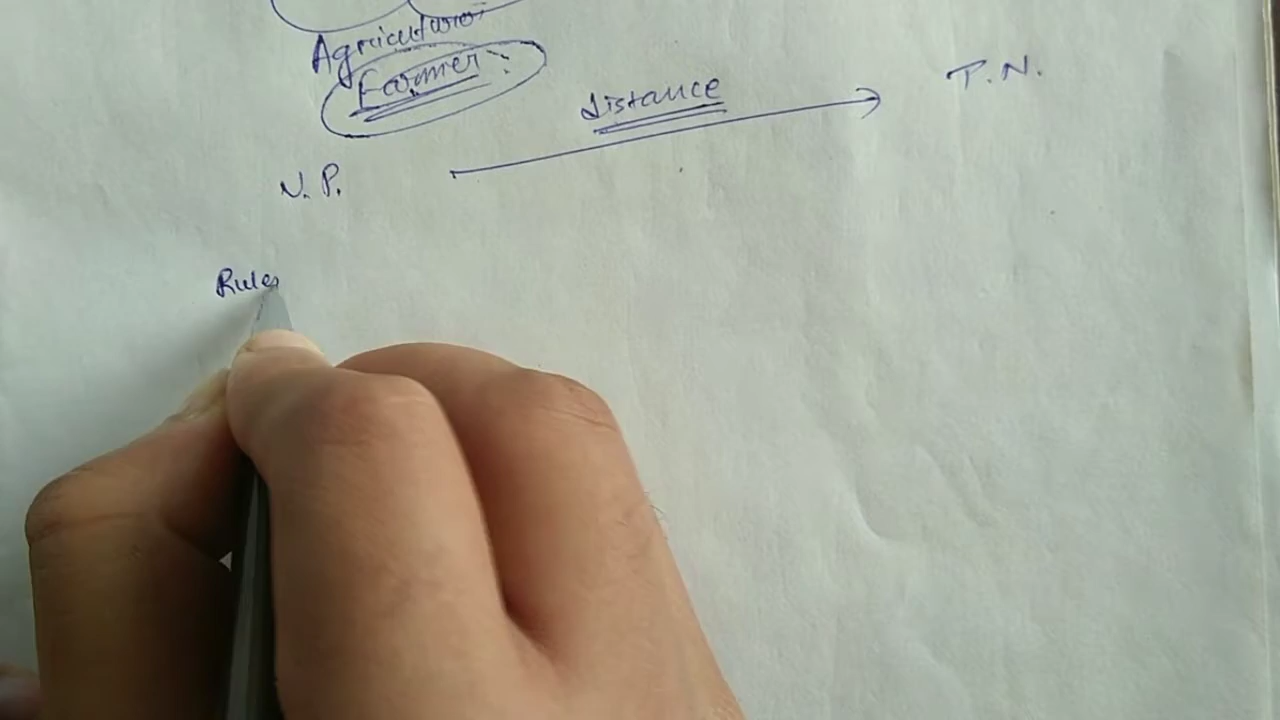 Agriculture
Farmer
distance
T.N.
N.P.
Rules